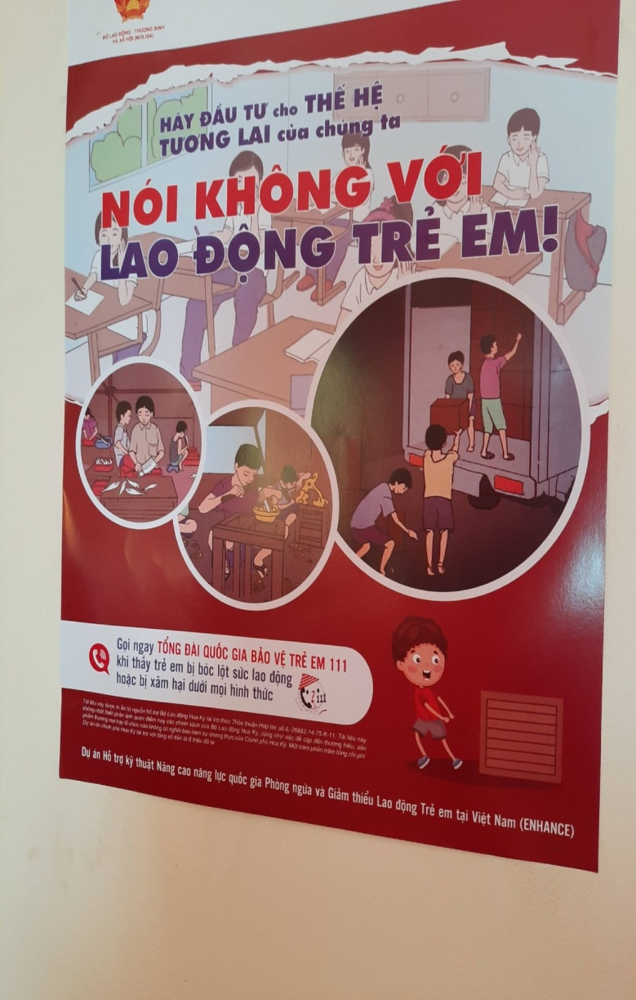 BỘ LAO ĐỘNG - THƯƠNG BINH
VÀ XÃ HỘI (MOLISA)
HÃY ĐẦU TƯ cho THẾ HỆ
TƯƠNG LAI của chúng ta
NÓI KHÔNG VỚI
LAO ĐỘNG TRẺ EM!
Gọi ngay TỔNG ĐÀI QUỐC GIA BẢO VỆ TRẺ EM 111
khi thấy trẻ em bị bóc lột sức lao động
hoặc bị xâm hại dưới mọi hình thức
111
Tài liệu này được in ấn từ nguồn hỗ trợ Bộ Lao động Hoa Kỳ tài trợ theo Thỏa thuận Hợp tác số IL-26682-14-75-K-11. Tài liệu này
không nhất thiết phản ánh quan điểm hay các chính sách của Bộ Lao động Hoa Kỳ, cũng như việc đề cập đến thương hiệu, sản
phẩm thương mại hay tổ chức nào không có nghĩa bao hàm sự chứng thực của Chính phủ Hoa Kỳ. Một trăm phần trăm tổng chi phí
Dự án do chính phủ Hoa Kỳ tài trợ với tổng số tiền là 8 triệu đô la
Dự án Hỗ trợ kỹ thuật Nâng cao năng lực quốc gia Phòng ngừa và Giảm thiểu Lao động Trẻ em tại Việt Nam (ENHANCE)